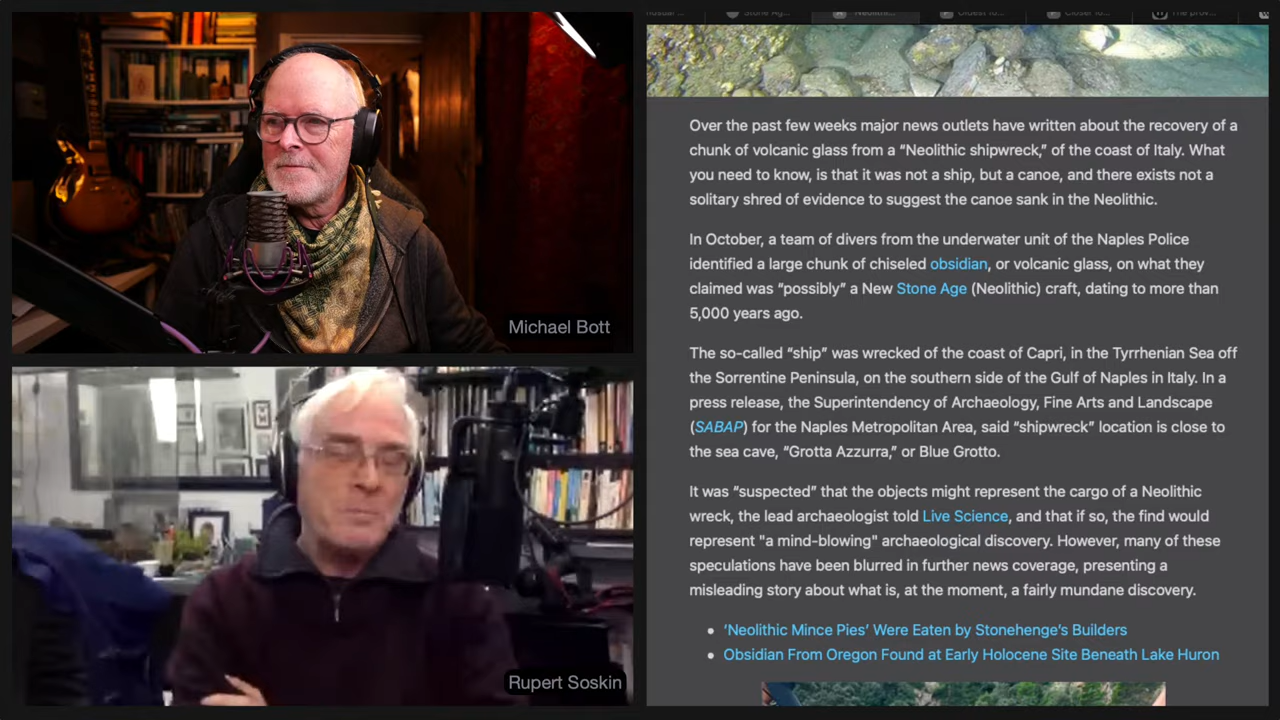 Stone Ag...
Neolithi...
Oldest fo...
Closer fo...
The prov...
Over the past few weeks major news outlets have written about the recovery of a
chunk of volcanic glass from a “Neolithic shipwreck,” of the coast of Italy. What
you need to know, is that it was not a ship, but a canoe, and there exists not a
solitary shred of evidence to suggest the canoe sank in the Neolithic.
In October, a team of divers from the underwater unit of the Naples Police
identified a large chunk of chiseled obsidian, or volcanic glass, on what they
claimed was “possibly” a New Stone Age (Neolithic) craft, dating to more than
5,000 years ago.
The so-called “ship” was wrecked of the coast of Capri, in the Tyrrhenian Sea off
the Sorrentine Peninsula, on the southern side of the Gulf of Naples in Italy. In a
press release, the Superintendency of Archaeology, Fine Arts and Landscape
(SABAP) for the Naples Metropolitan Area, said “shipwreck” location is close to
the sea cave, “Grotta Azzurra,” or Blue Grotto.
It was “suspected” that the objects might represent the cargo of a Neolithic
wreck, the lead archaeologist told Live Science, and that if so, the find would
represent "a mind-blowing" archaeological discovery. However, many of these
speculations have been blurred in further news coverage, presenting a
misleading story about what is, at the moment, a fairly mundane discovery.
‘Neolithic Mince Pies’ Were Eaten by Stonehenge’s Builders
Obsidian From Oregon Found at Early Holocene Site Beneath Lake Huron
Michael Bott
Rupert Soskin